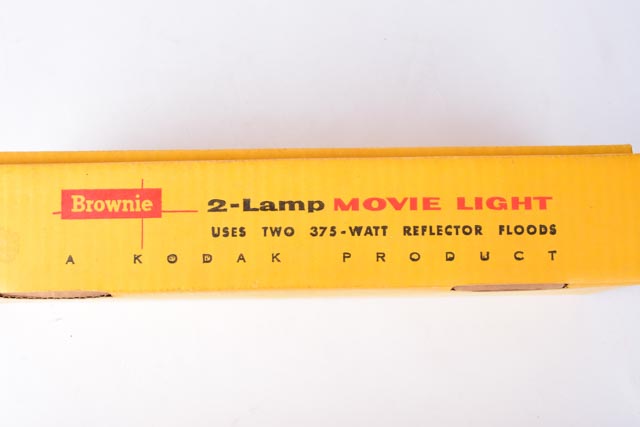 Brownie
2-Lamp MOVIE LIGHT
USES TWO 375-WATT REFLECTOR FLOODS
A KODAK PRODUCT